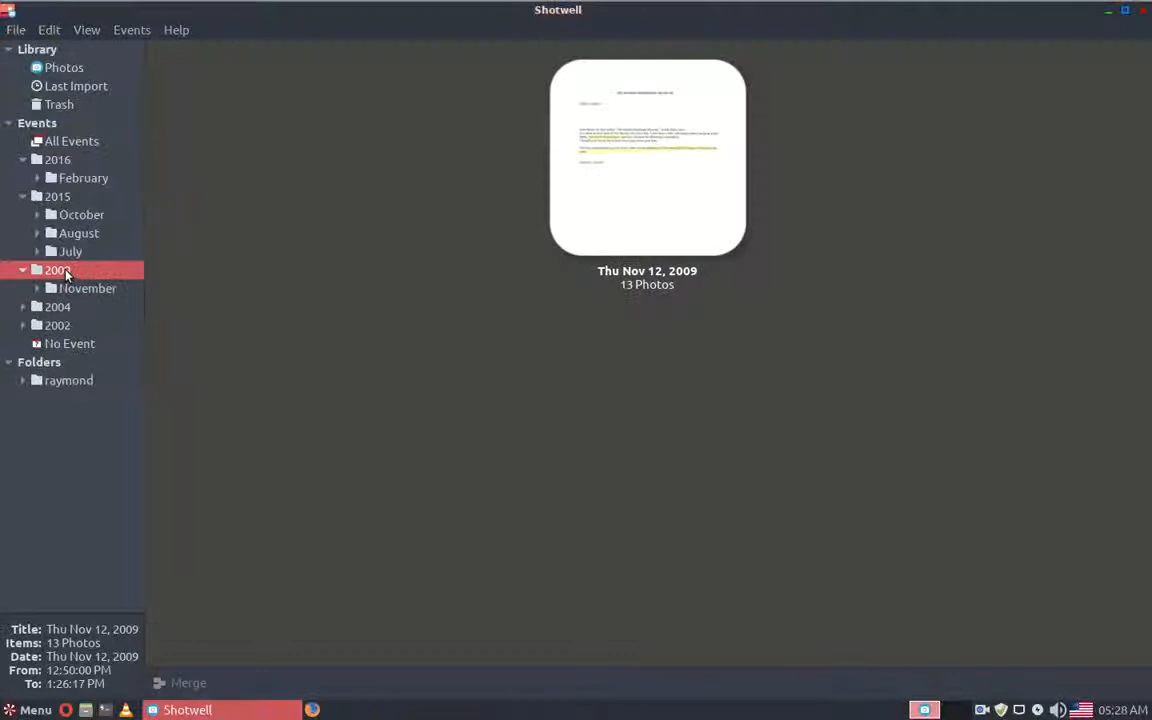 Shotwell
File Edit View Events Help
Library
Photos
Last Import
Trash
Events
All Events
2016
February
2015
October
August
July
November
2004
2002
No Event
Folders
raymond
Thu Nov 12, 2009
13 Photos
Title: Thu Nov 12, 2009
Items: 13 Photos
Date: Thu Nov 12, 2009
From: 12:50:00 PM
To: 1:26:17 PM
Merge
Menu
Shotwell
05:28 AM